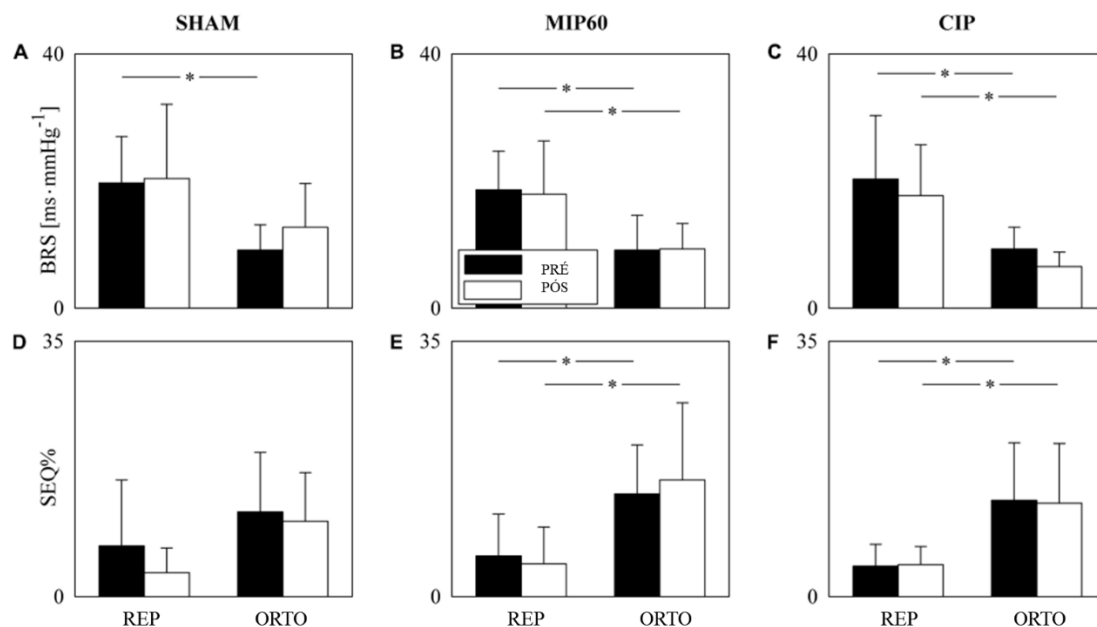 SHAM
MIP60
CIP
A
40
*
BRS [ms·mmHg-1]
0
B
40
*
*
PRÉ
PÓS
0
C
40
*
*
0
D
35
SEQ%
0
REP
ORTO
E
35
*
*
0
REP
ORTO
F
35
*
*
0
REP
ORTO